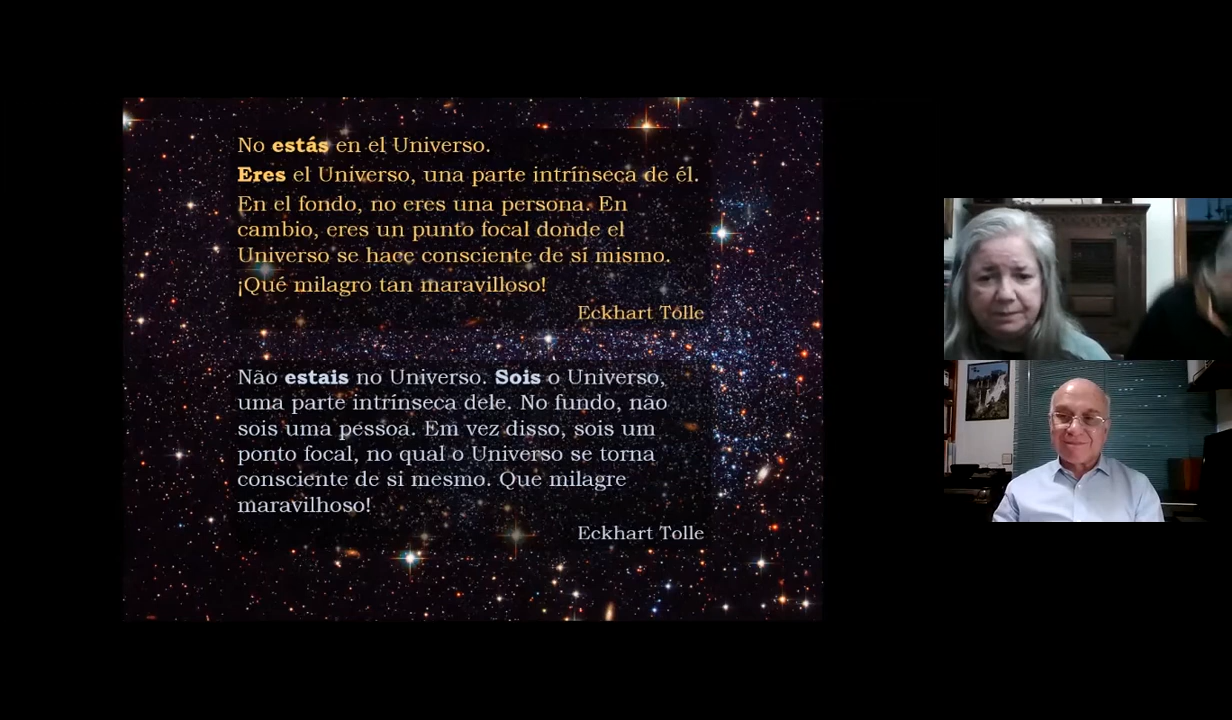 No estás en el Universo.
Eres el Universo, una parte intrínseca de él.
En el fondo, no eres una persona. En
cambio, eres un punto focal donde el
Universo se hace consciente de sí mismo.
¡Qué milagro tan maravilloso!
Eckhart Tolle
Não estais no Universo. Sois o Universo,
uma parte intrínseca dele. No fundo, não
sois uma pessoa. Em vez disso, sois um
ponto focal, no qual o Universo se torna
consciente de si mesmo. Que milagre
maravilhoso!
Eckhart Tolle